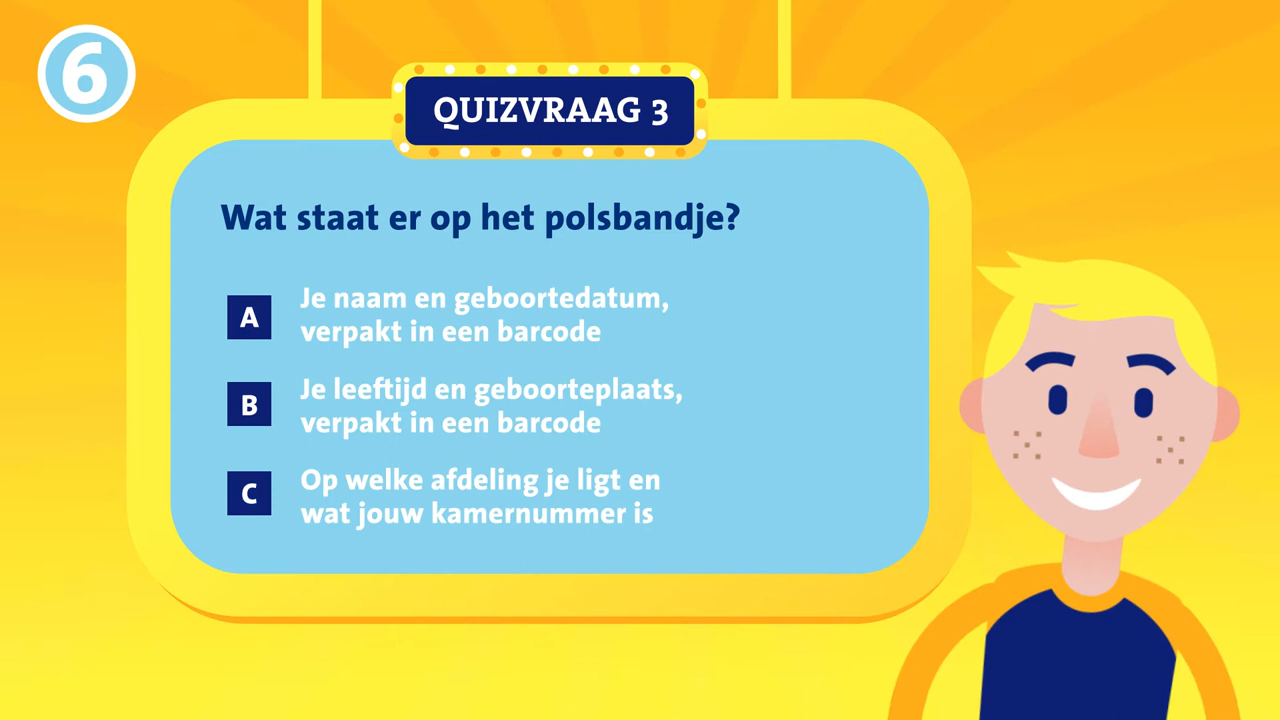 6
QUIZVRAAG 3
Wat staat er op het polsbandje?
A
Je naam en geboortedatum,
verpakt in een barcode
B
Je leeftijd en geboorteplaats,
verpakt in een barcode
C
Op welke afdeling je ligt en
wat jouw kamernummer is